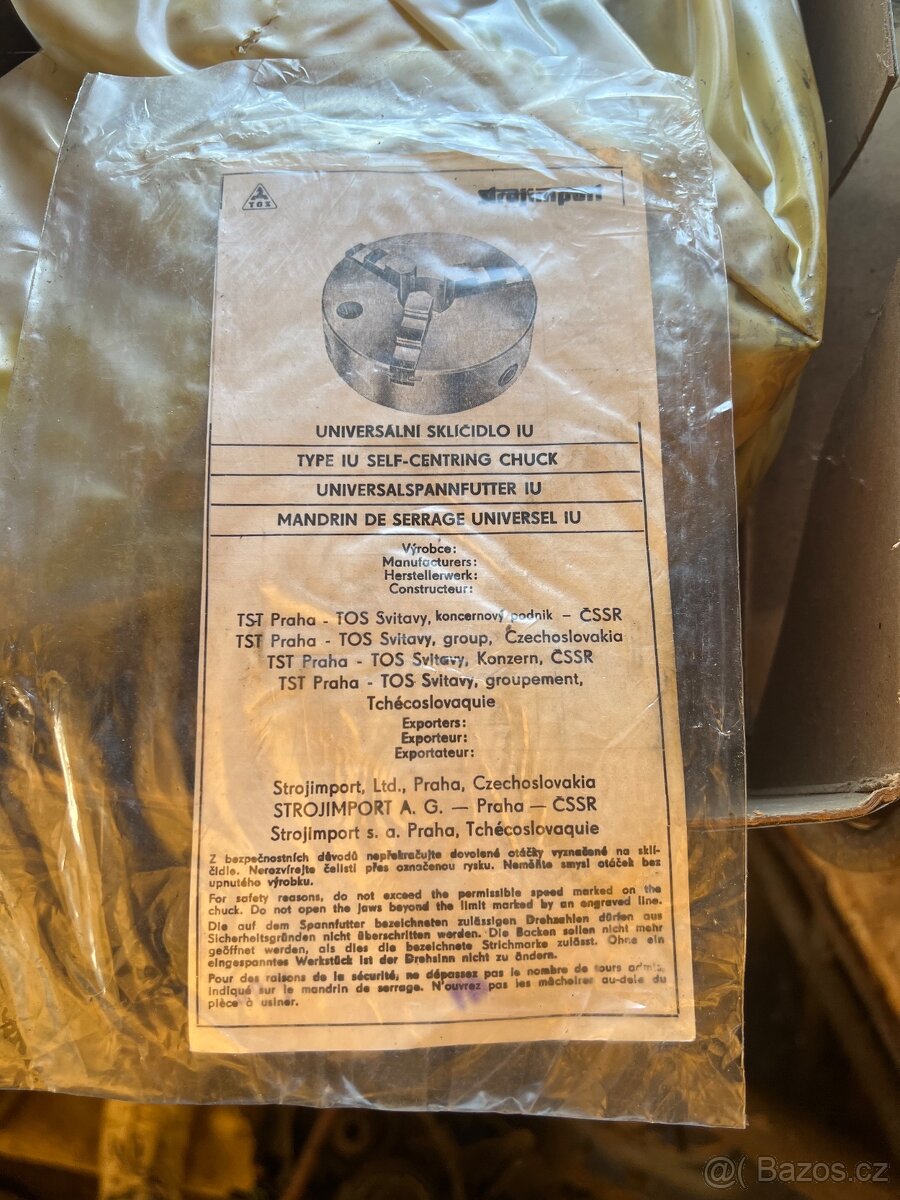 TOS
strojimport
UNIVERSÁLNI SKLÍCIDLO IU
TYPE IU SELF-CENTRING CHUCK
UNIVERSALSPANNFUTTER IU
MANDRIN DE SERRAGE UNIVERSEL IU
Výrobce:
Manufacturers:
Herstellerwerk:
Constructeur:
TST Praha - TOS Svitavy, koncernový podnik – ČSSR
TST Praha - TOS Svitavy, group, Czechoslovakia
TST Praha - TOS Svitavy, Konzern, ČSSR
TST Praha - TOS Svitavy, groupement,
Tchécoslovaquie
Exporters:
Exporteur:
Exportateur:
Strojimport, Ltd., Praha, Czechoslovakia
STROJIMPORT A. G. — Praha — ČSSR
Strojimport s. a. Praha, Tchécoslovaquie
Z bezpečnostních důvodů nepřekračujte dovolené otáčky vyznačené na sklí-
čidle. Nerozvírejte čelisti přes označenou rysku. Neměňte smysl otáček bez
upnutého výrobku.
For safety reasons, do not exceed the permissible speed marked on the
chuck. Do not open the jaws beyond the limit marked by an engraved line.
Die auf dem Spannfutter bezeichneten zulässigen Drehzahlen dürfen aus
Sicherheitsgründen nicht überschritten werden. Die Backen sollen nicht mehr
geöffnet werden, als dies die bezeichnete Strichmarke zulässt. Ohne ein
eingespanntes Werkstück ist der Drehsinn nicht zu ändern.
Pour des raisons de la sécurité, ne dépassez pas le nombre de tours admis
indiqué sur le mandrin de serrage. N'ouvrez pas les mâchoires au-dela du
pièce à usiner.
@( Bazos.cz